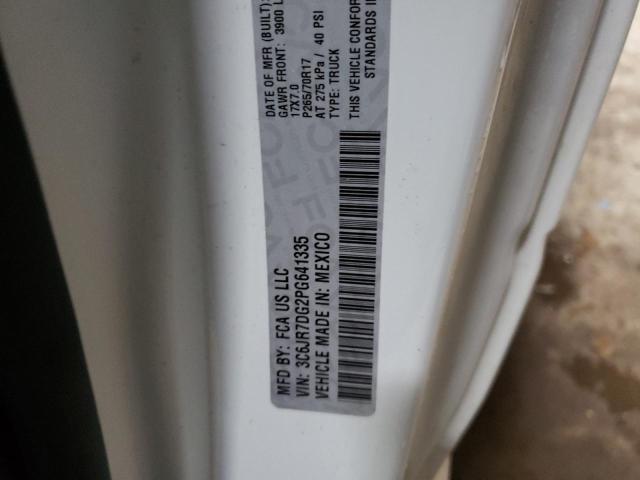 MFD BY: FCA US LLC
VIN: 3C6JR7DG2PG641335
VEHICLE MADE IN: MEXICO
DATE OF MFR (BUILT):
GAWR FRONT: 3900 L
17X7.0
P265/70R17
AT 275 kPa / 40 PSI
TYPE: TRUCK
THIS VEHICLE CONFOR
STANDARDS I